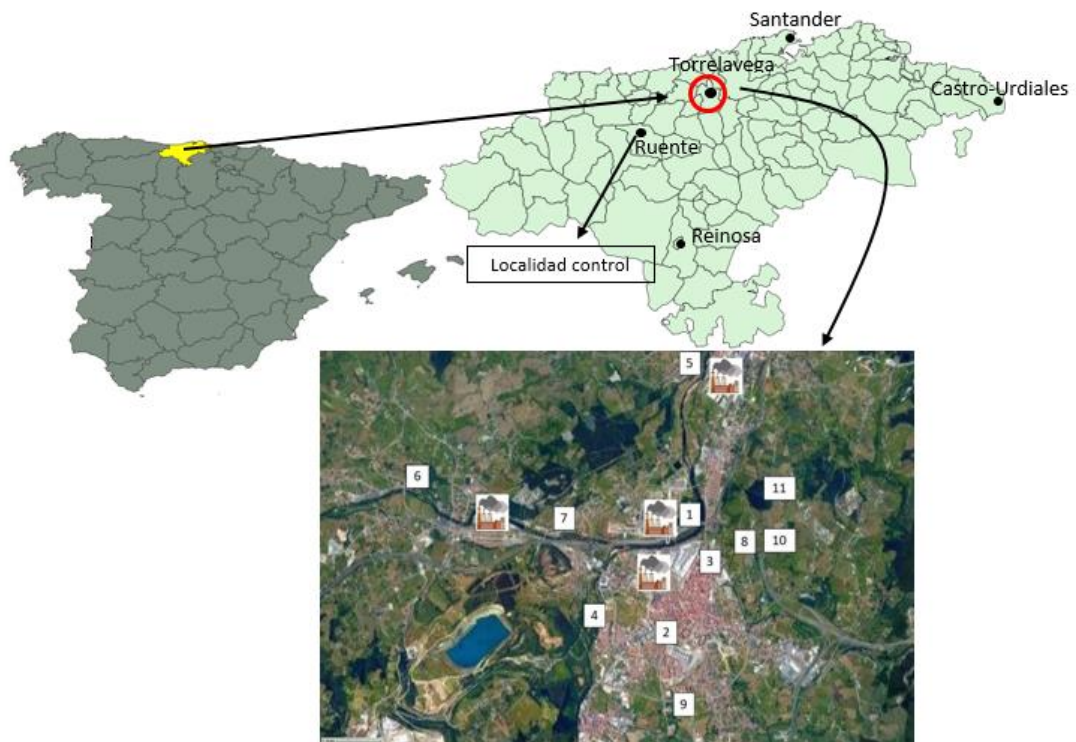 Santander
Torrelavega
Castro-Urdiales
Ruente
Reinosa
Localidad control
5
6
11
7
1
8
10
3
4
2
9